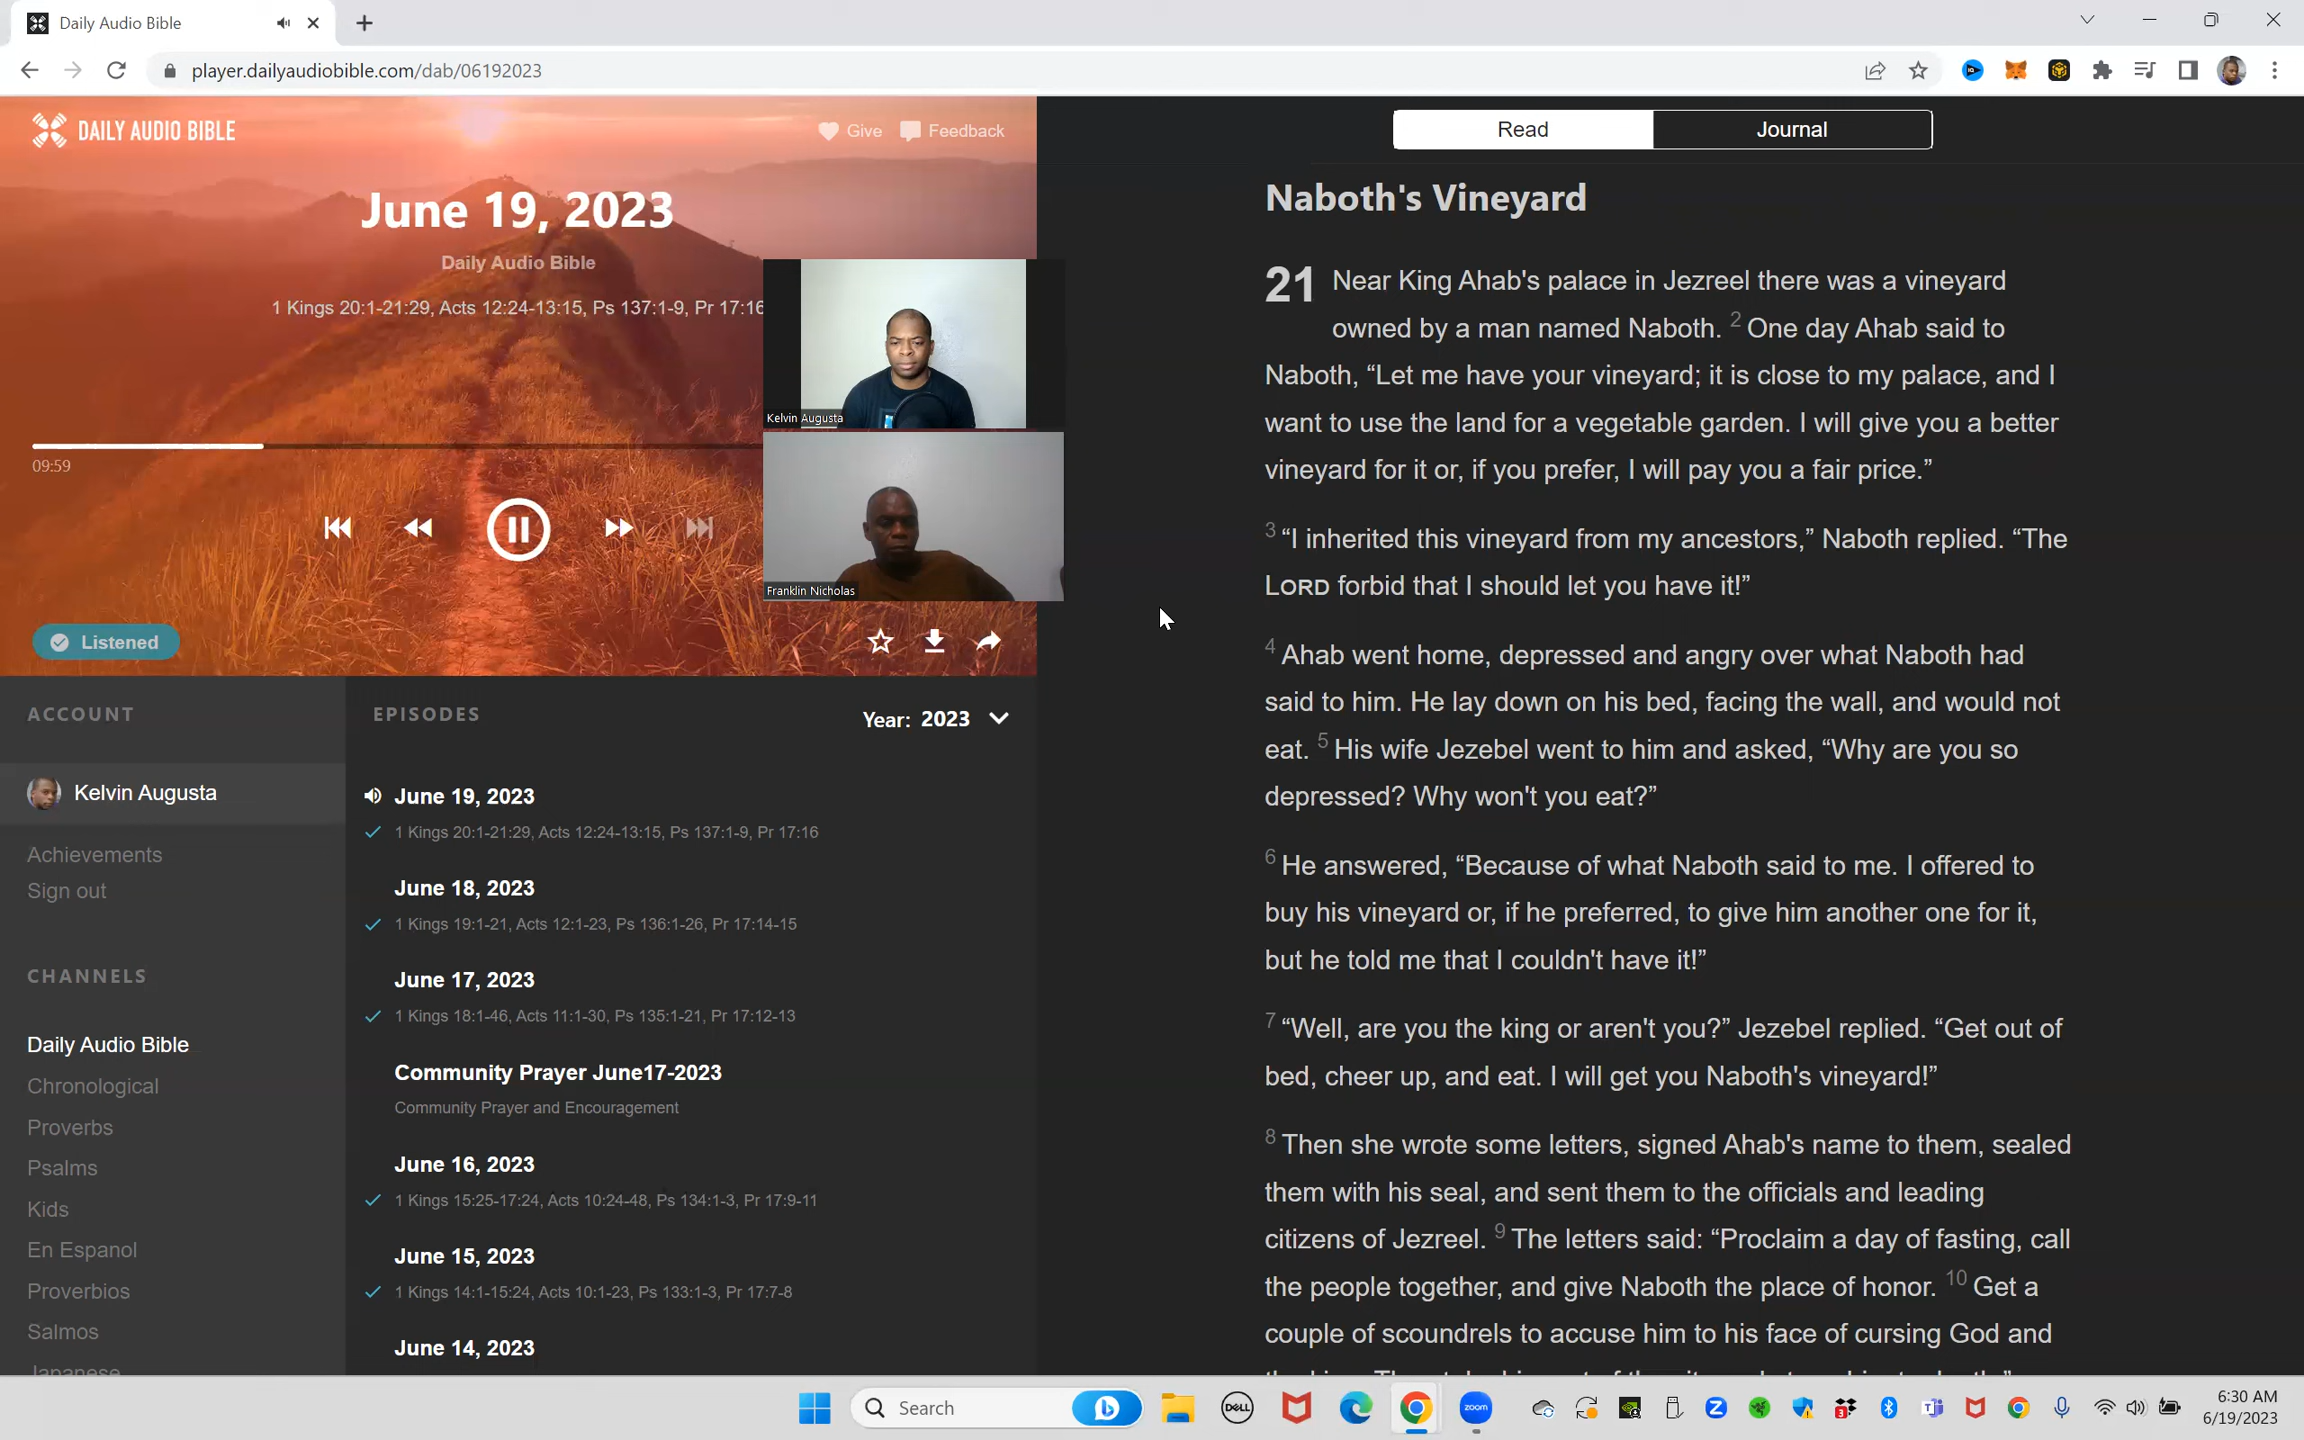 Daily Audio Bible
player.dailyaudiobible.com/dab/06192023
DAILY AUDIO BIBLE
Give
Feedback
June 19, 2023
Daily Audio Bible
1 Kings 20:1-21:29, Acts 12:24-13:15, Ps 137:1-9, Pr 17:16
09:59
Kelvin Augusta
Franklin Nicholas
Listened
ACCOUNT
Kelvin Augusta
Achievements
Sign out
CHANNELS
Daily Audio Bible
Chronological
Proverbs
Psalms
Kids
En Espanol
Proverbios
Salmos
Japanese
EPISODES
Year: 2023
June 19, 2023
1 Kings 20:1-21:29, Acts 12:24-13:15, Ps 137:1-9, Pr 17:16
June 18, 2023
1 Kings 19:1-21, Acts 12:1-23, Ps 136:1-26, Pr 17:14-15
June 17, 2023
1 Kings 18:1-46, Acts 11:1-30, Ps 135:1-21, Pr 17:12-13
Community Prayer June17-2023
Community Prayer and Encouragement
June 16, 2023
1 Kings 15:25-17:24, Acts 10:24-48, Ps 134:1-3, Pr 17:9-11
June 15, 2023
1 Kings 14:1-15:24, Acts 10:1-23, Ps 133:1-3, Pr 17:7-8
June 14, 2023
Read
Journal
Naboth's Vineyard
21 Near King Ahab's palace in Jezreel there was a vineyard
owned by a man named Naboth. 2 One day Ahab said to
Naboth, “Let me have your vineyard; it is close to my palace, and I
want to use the land for a vegetable garden. I will give you a better
vineyard for it or, if you prefer, I will pay you a fair price.”
3 “I inherited this vineyard from my ancestors,” Naboth replied. “The
LORD forbid that I should let you have it!”
4 Ahab went home, depressed and angry over what Naboth had
said to him. He lay down on his bed, facing the wall, and would not
eat. 5 His wife Jezebel went to him and asked, “Why are you so
depressed? Why won't you eat?”
6 He answered, “Because of what Naboth said to me. I offered to
buy his vineyard or, if he preferred, to give him another one for it,
but he told me that I couldn't have it!”
7 “Well, are you the king or aren't you?” Jezebel replied. “Get out of
bed, cheer up, and eat. I will get you Naboth's vineyard!”
8 Then she wrote some letters, signed Ahab's name to them, sealed
them with his seal, and sent them to the officials and leading
citizens of Jezreel. 9 The letters said: “Proclaim a day of fasting, call
the people together, and give Naboth the place of honor. 10 Get a
couple of scoundrels to accuse him to his face of cursing God and
Search
DELL
zoom
3
6:30 AM
6/19/2023